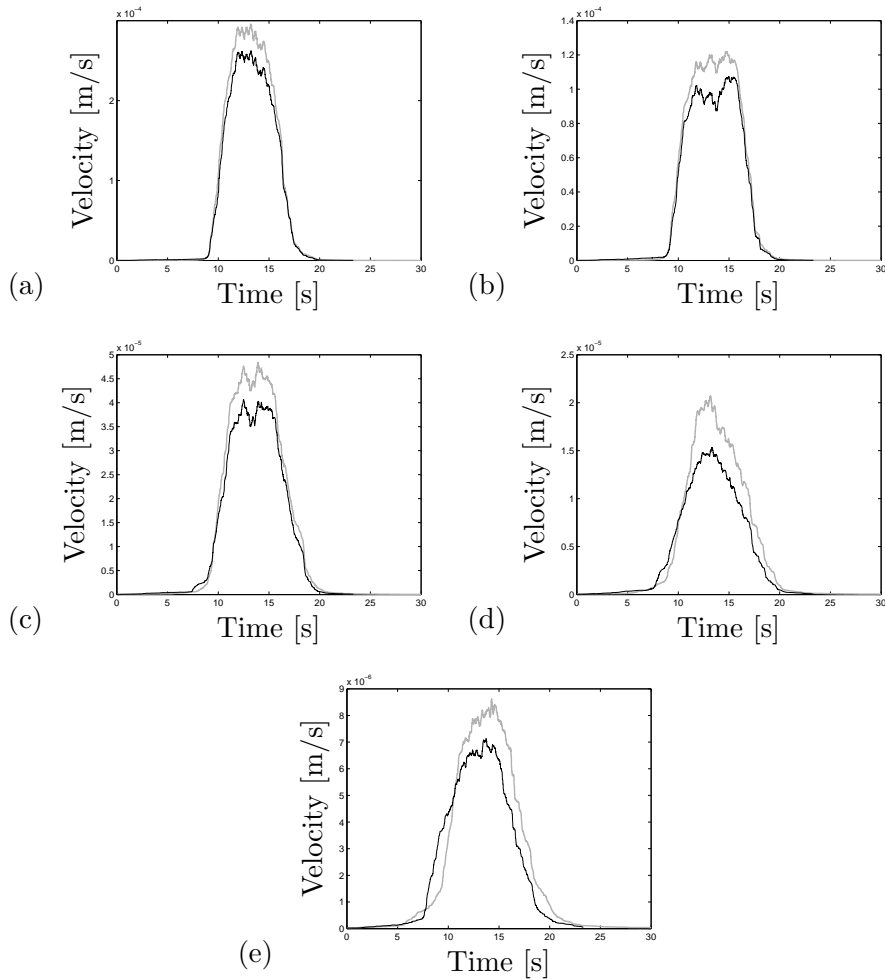 x 10⁻⁴
2
1
0
0 5 10 15 20 25 30
Velocity [m/s]
Time [s]
(a)
x 10⁻⁴
1.4
1.2
1
0.8
0.6
0.4
0.2
0
0 5 10 15 20 25 30
Velocity [m/s]
Time [s]
(b)
x 10⁻⁵
5
4.5
4
3.5
3
2.5
2
1.5
1
0.5
0
0 5 10 15 20 25 30
Velocity [m/s]
Time [s]
(c)
x 10⁻⁵
2.5
2
1.5
1
0.5
0
0 5 10 15 20 25 30
Velocity [m/s]
Time [s]
(d)
x 10⁻⁶
9
8
7
6
5
4
3
2
1
0
0 5 10 15 20 25 30
Velocity [m/s]
Time [s]
(e)